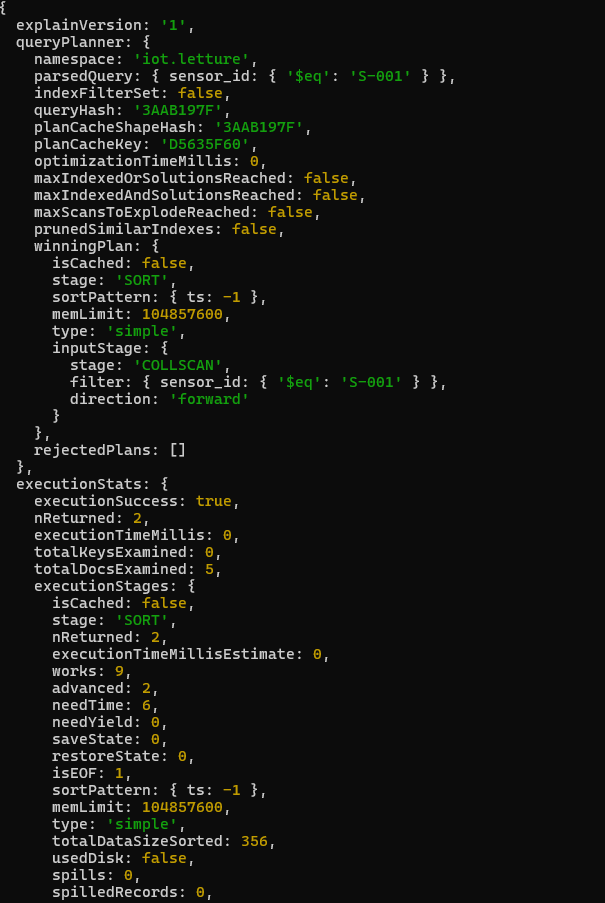 {
  explainVersion: '1',
  queryPlanner: {
    namespace: 'iot.letture',
    parsedQuery: { sensor_id: { '$eq': 'S-001' } },
    indexFilterSet: false,
    queryHash: '3AAB197F',
    planCacheShapeHash: '3AAB197F',
    planCacheKey: 'D5635F60',
    optimizationTimeMillis: 0,
    maxIndexedOrSolutionsReached: false,
    maxIndexedAndSolutionsReached: false,
    maxScansToExplodeReached: false,
    prunedSimilarIndexes: false,
    winningPlan: {
      isCached: false,
      stage: 'SORT',
      sortPattern: { ts: -1 },
      memLimit: 104857600,
      type: 'simple',
      inputStage: {
        stage: 'COLLSCAN',
        filter: { sensor_id: { '$eq': 'S-001' } },
        direction: 'forward'
      }
    },
    rejectedPlans: []
  },
  executionStats: {
    executionSuccess: true,
    nReturned: 2,
    executionTimeMillis: 0,
    totalKeysExamined: 0,
    totalDocsExamined: 5,
    executionStages: {
      isCached: false,
      stage: 'SORT',
      nReturned: 2,
      executionTimeMillisEstimate: 0,
      works: 9,
      advanced: 2,
      needTime: 6,
      needYield: 0,
      saveState: 0,
      restoreState: 0,
      isEOF: 1,
      sortPattern: { ts: -1 },
      memLimit: 104857600,
      type: 'simple',
      totalDataSizeSorted: 356,
      usedDisk: false,
      spills: 0,
      spilledRecords: 0,